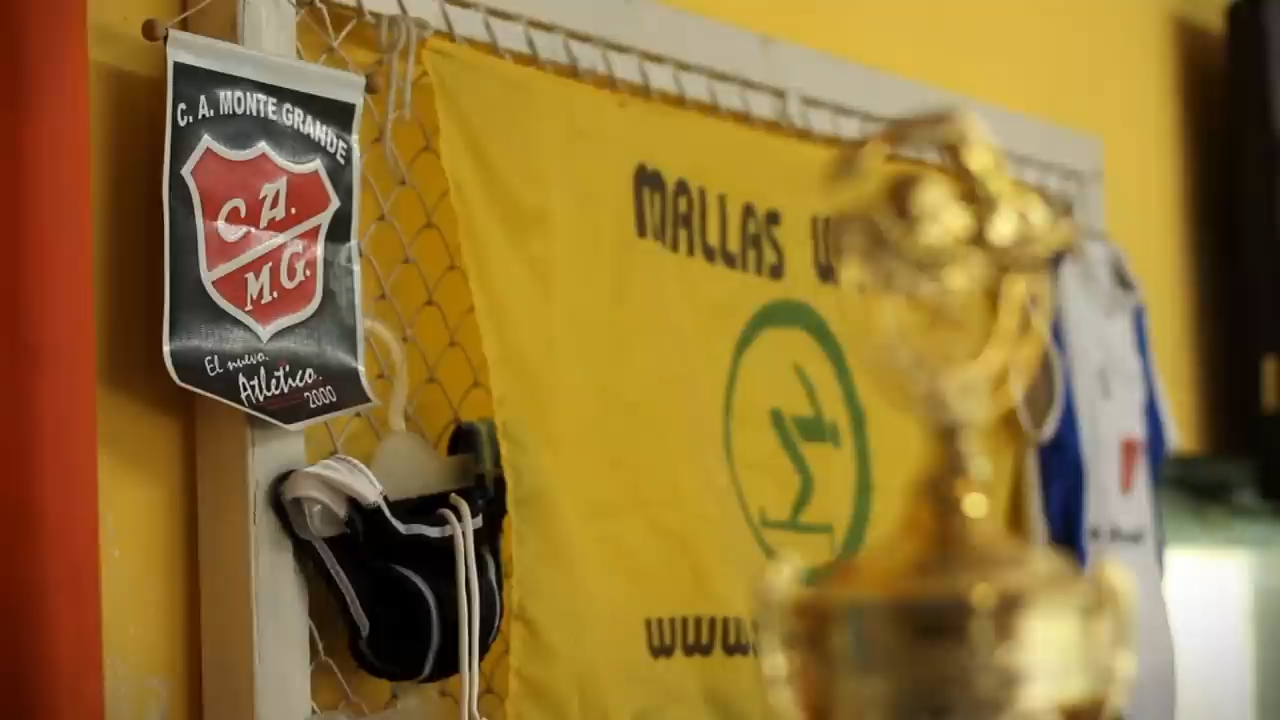 C. A. MONTE GRANDE
C. A.
M. G.
El nuevo
Atletico.
2000
MALLAS
www.